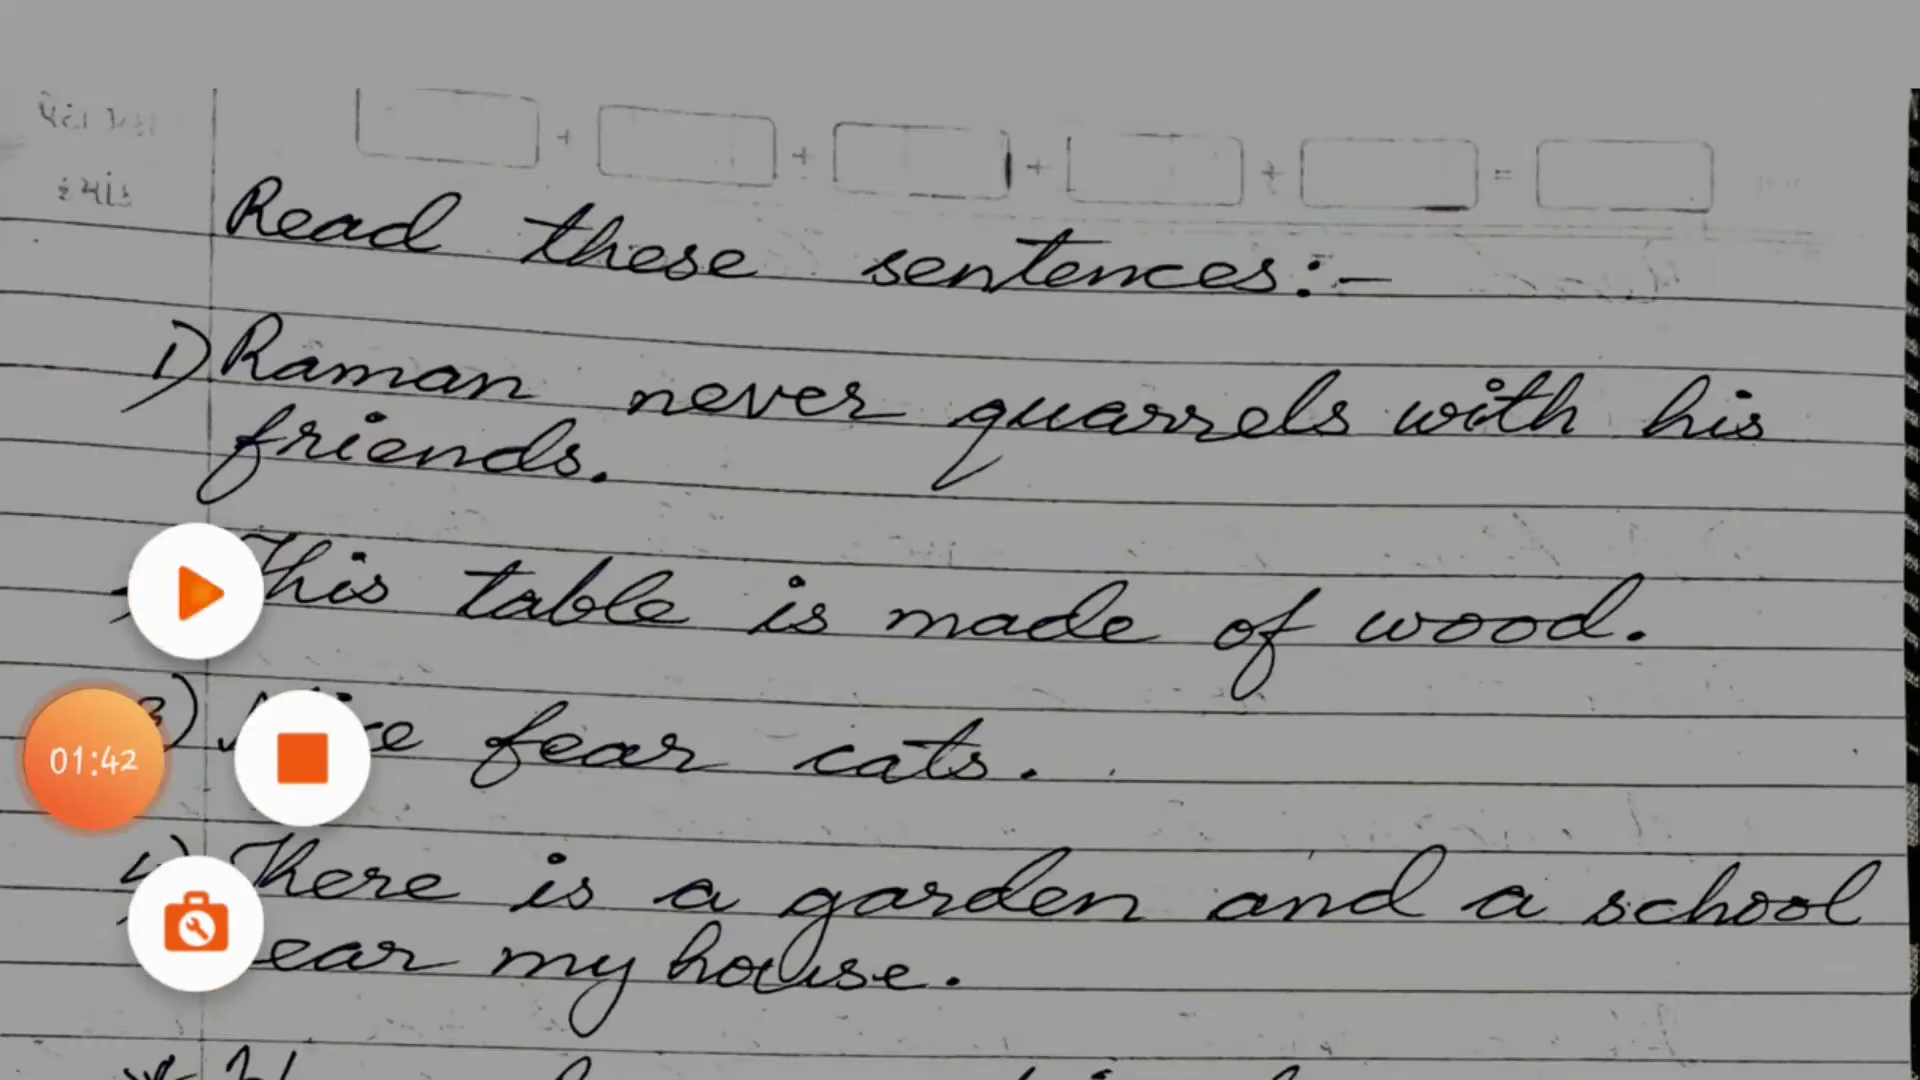 Read these sentences:-
1) Raman never quarrels with his
friends.
This table is made of wood.
3) fear cats.
4) There is a garden and a school
my house.
01:42